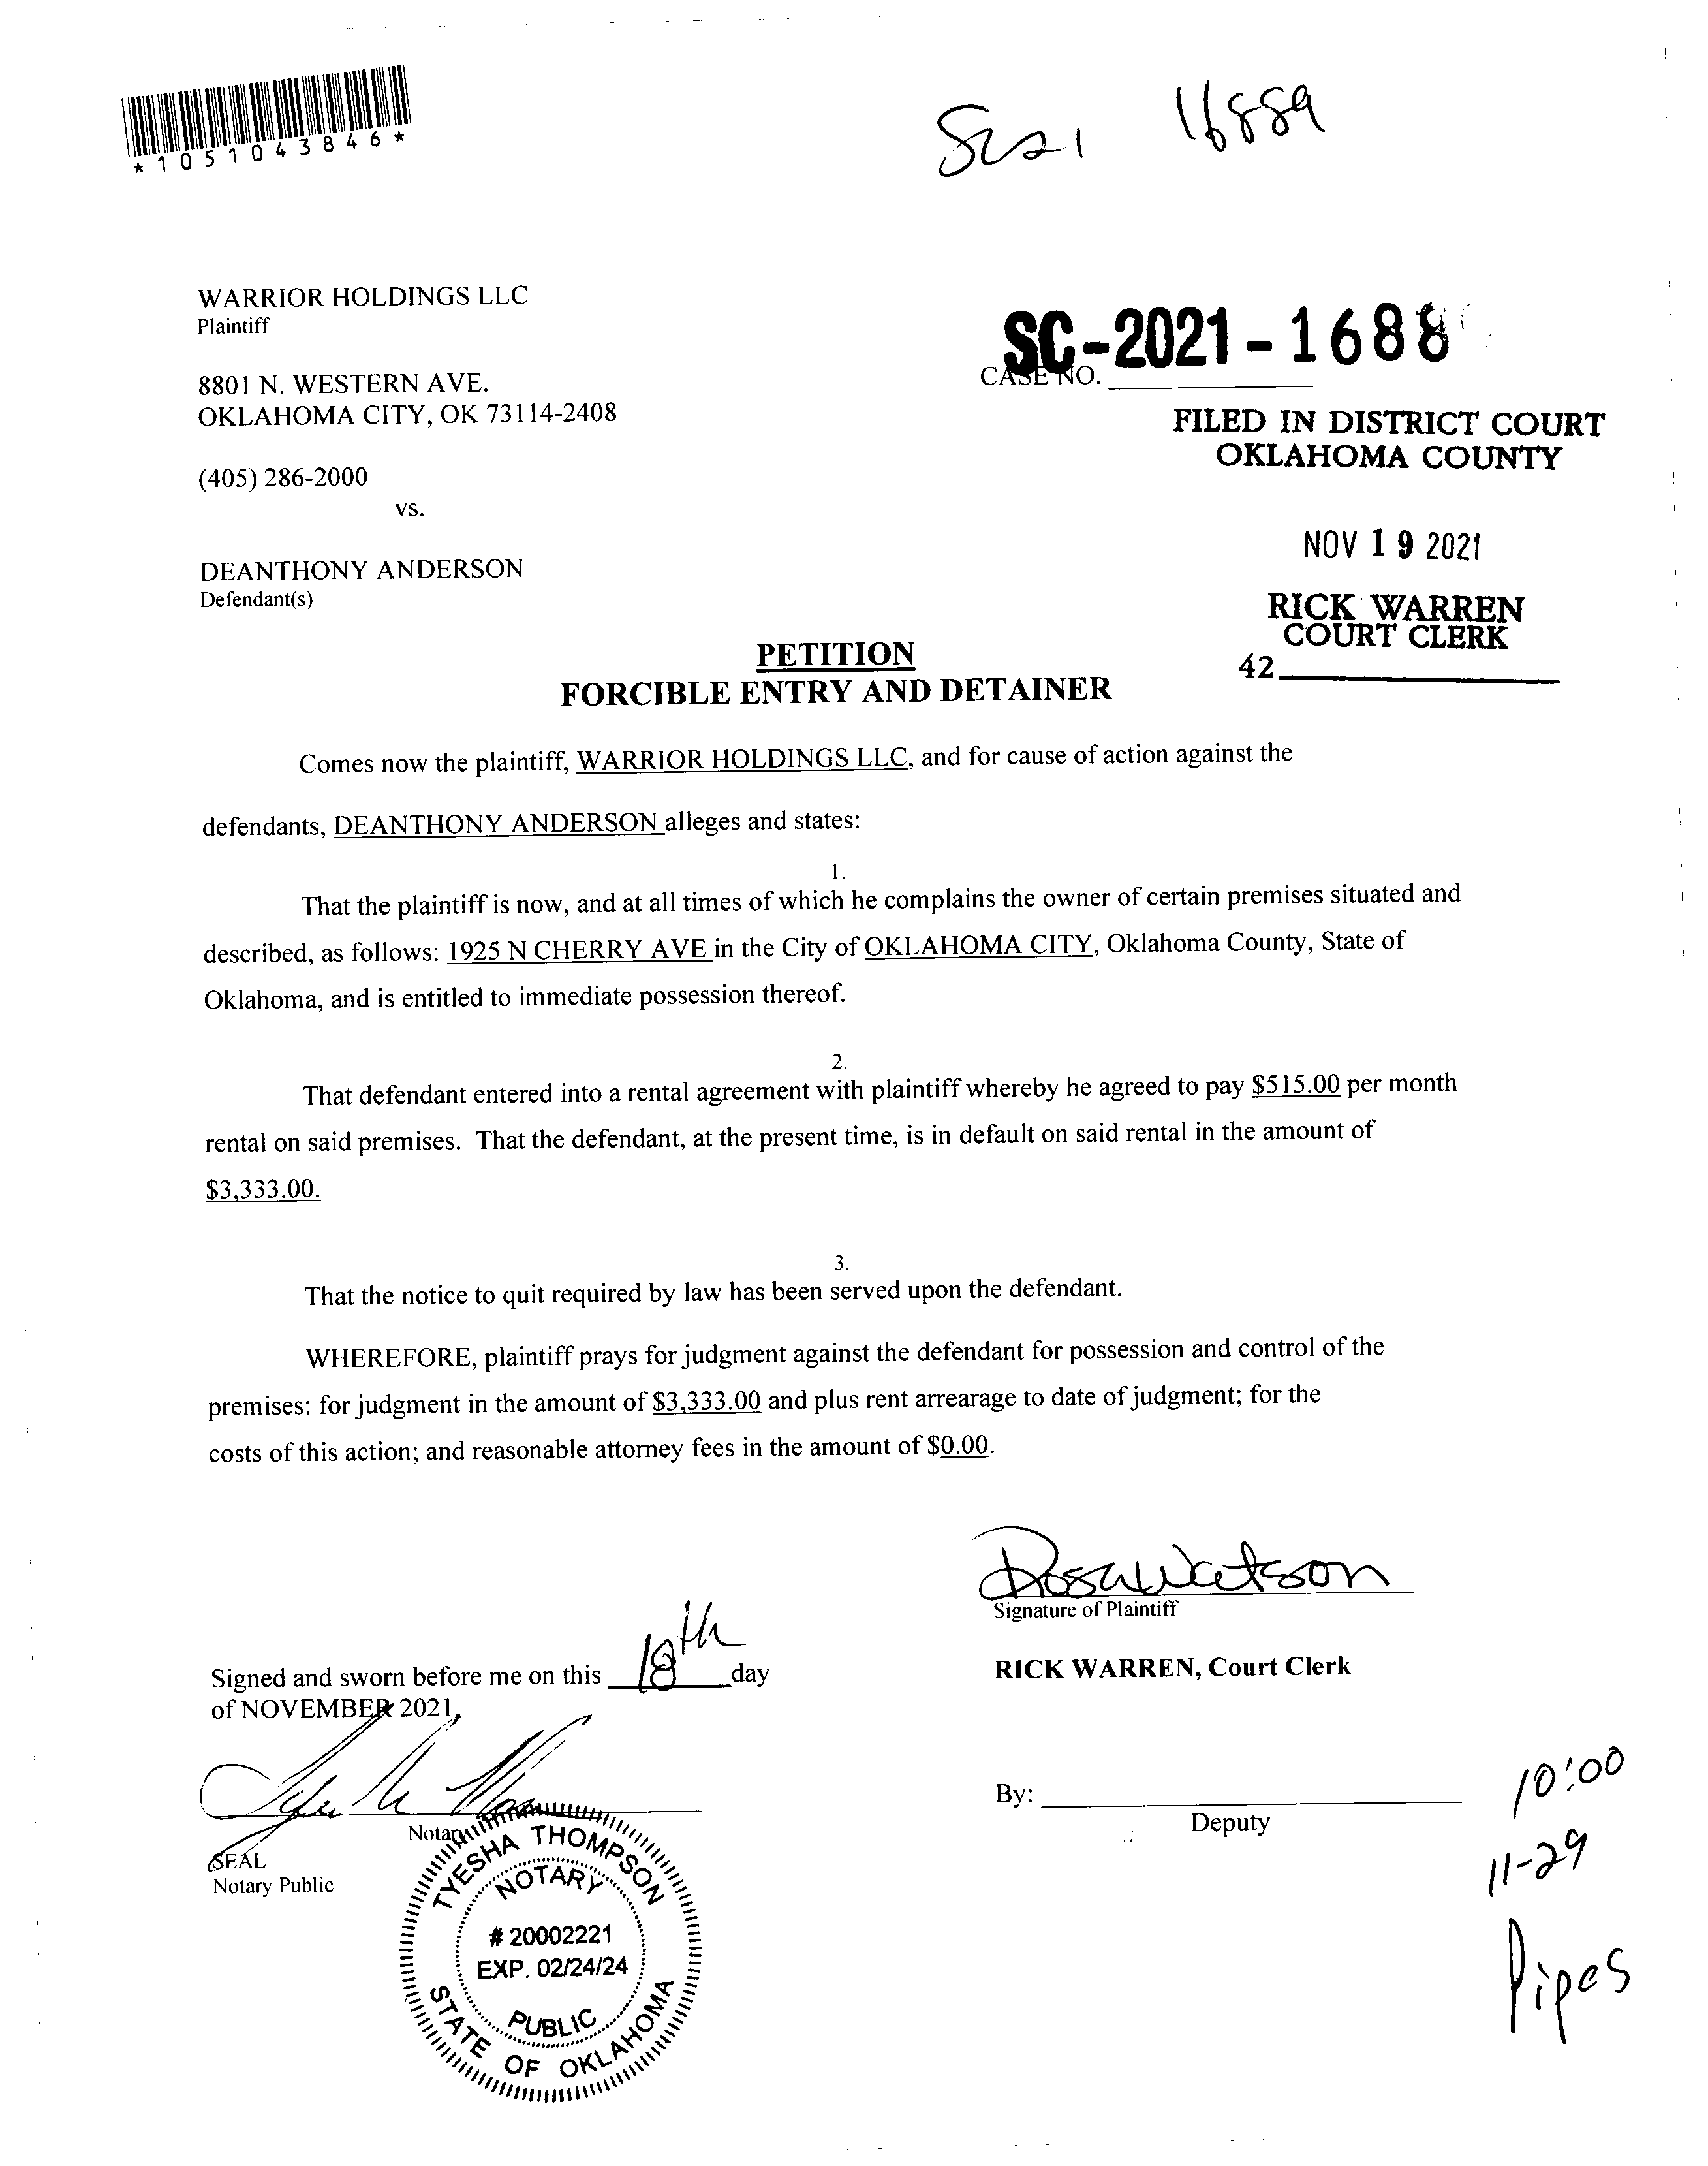 *1051043846*
SC21 16889
WARRIOR HOLDINGS LLC
Plaintiff
SC-2021-1688
CASE NO.
8801 N. WESTERN AVE.
OKLAHOMA CITY, OK 73114-2408
FILED IN DISTRICT COURT
OKLAHOMA COUNTY
(405) 286-2000
vs.
NOV 19 2021
DEANTHONY ANDERSON
Defendant(s)
RICK WARREN
COURT CLERK
42
PETITION
FORCIBLE ENTRY AND DETAINER
Comes now the plaintiff, WARRIOR HOLDINGS LLC, and for cause of action against the
defendants, DEANTHONY ANDERSON alleges and states:
1.
That the plaintiff is now, and at all times of which he complains the owner of certain premises situated and
described, as follows: 1925 N CHERRY AVE in the City of OKLAHOMA CITY, Oklahoma County, State of
Oklahoma, and is entitled to immediate possession thereof.
2.
That defendant entered into a rental agreement with plaintiff whereby he agreed to pay $515.00 per month
rental on said premises. That the defendant, at the present time, is in default on said rental in the amount of
$3,333.00.
3.
That the notice to quit required by law has been served upon the defendant.
WHEREFORE, plaintiff prays for judgment against the defendant for possession and control of the
premises: for judgment in the amount of $3,333.00 and plus rent arrearage to date of judgment; for the
costs of this action; and reasonable attorney fees in the amount of $0.00.
Rosa Watson
Signature of Plaintiff
Signed and sworn before me on this 18th day
of NOVEMBER 2021,
RICK WARREN, Court Clerk
By:
Deputy
Notary
SEAL
Notary Public
TYESHA THOMPSON
NOTARY
# 20002221
EXP. 02/24/24
PUBLIC
STATE OF OKLAHOMA
10:00
11-29
Pipes